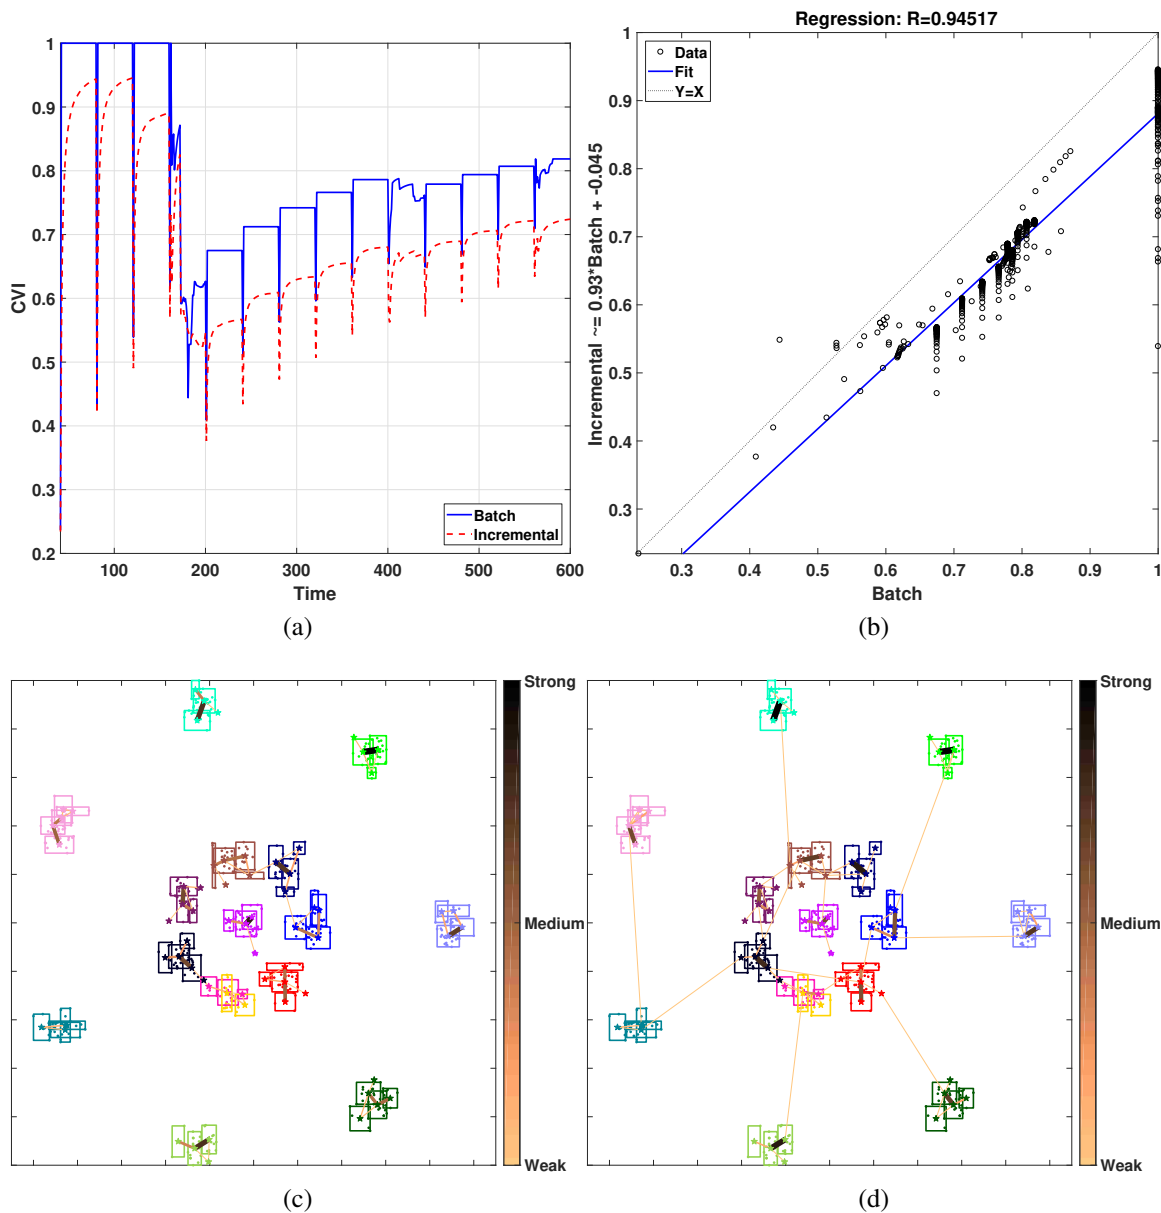 1
0.9
0.8
0.7
0.6
0.5
0.4
0.3
0.2
CVI
100
200
300
400
500
600
Time
Batch
Incremental
(a)
Regression: R=0.94517
Incremental ~= 0.93*Batch + -0.045
1
0.9
0.8
0.7
0.6
0.5
0.4
0.3
Data
Fit
Y=X
0.3
0.4
0.5
0.6
0.7
0.8
0.9
1
Batch
(b)
Strong
Medium
Weak
(c)
Strong
Medium
Weak
(d)